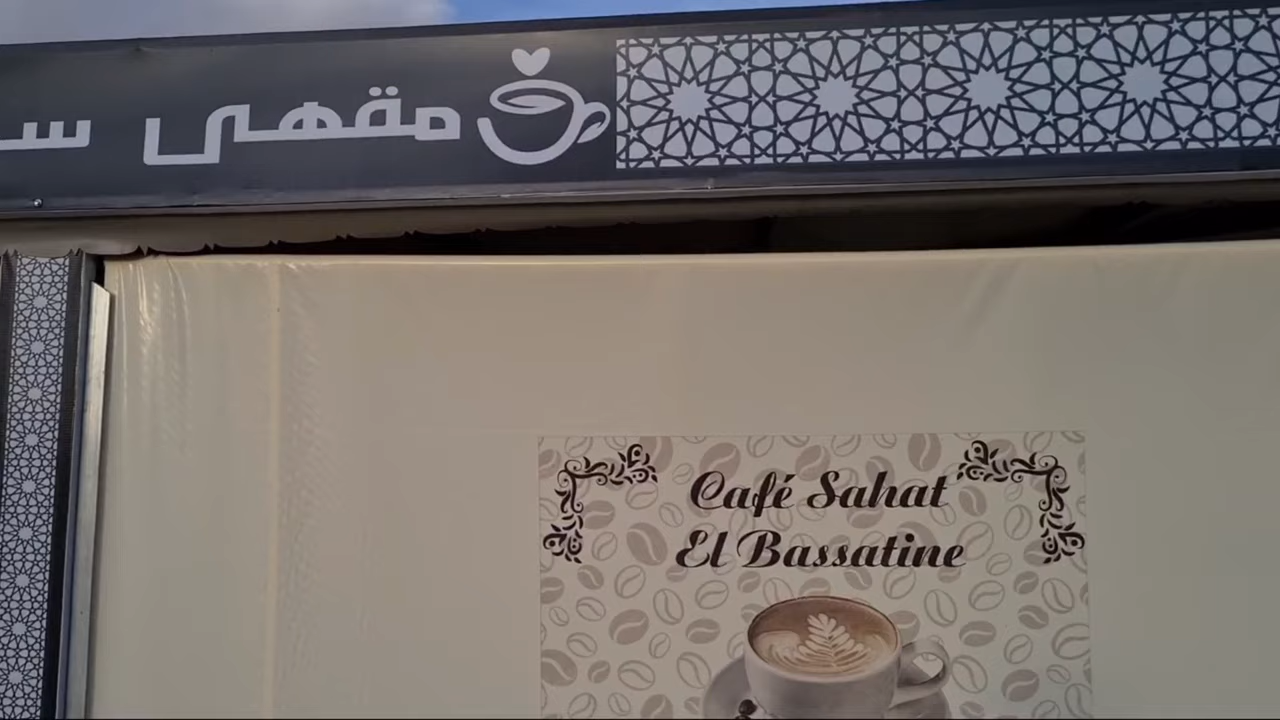 مقهى
Café Sahat
El Bassatine